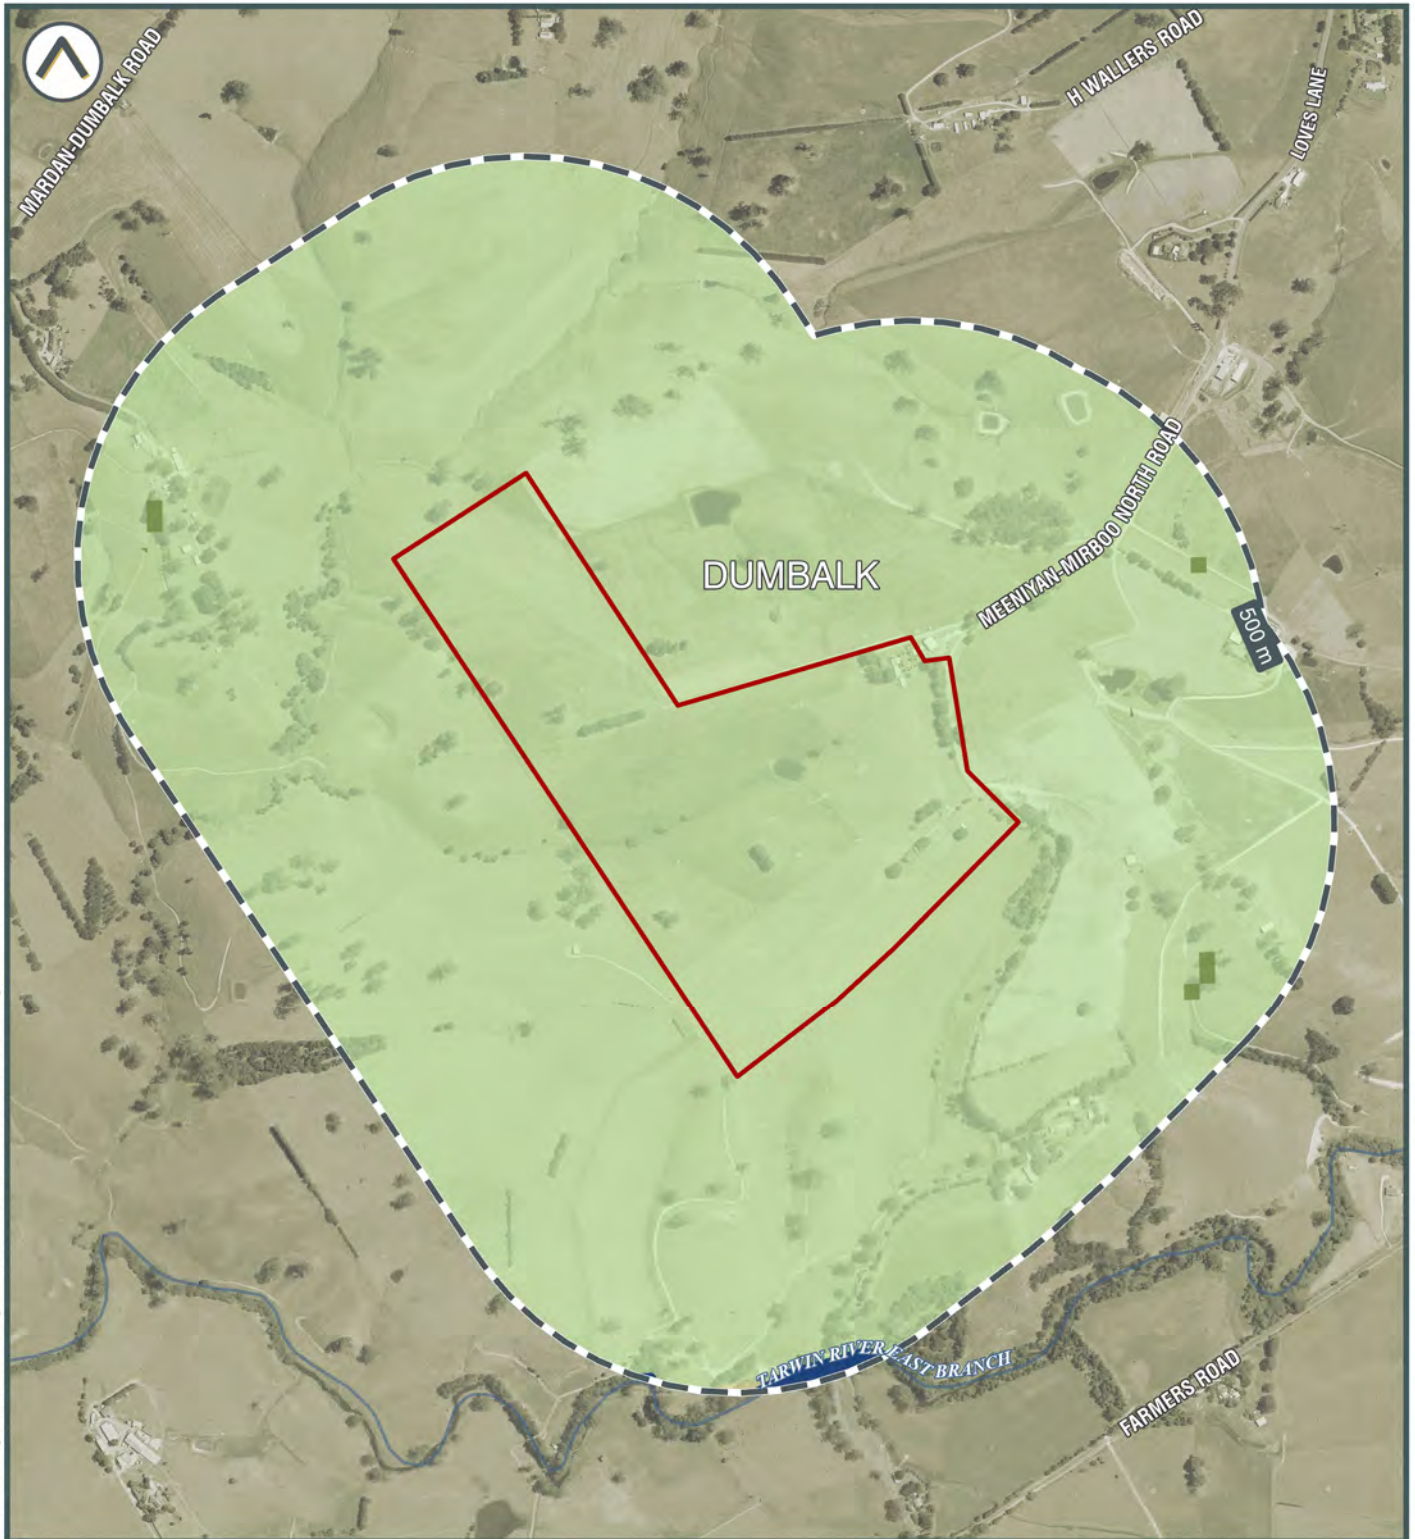 MARDAN-DUMBALK ROAD
H WALLERS ROAD
LOVES LANE
MEENIYAN-MIRBOO NORTH ROAD
DUMBALK
500 m
TARWIN RIVER EAST BRANCH
FARMERS ROAD